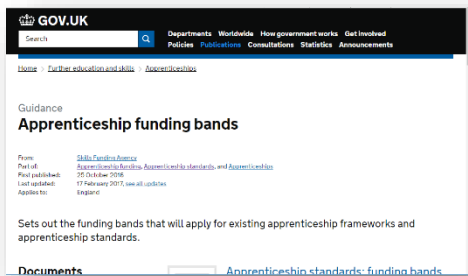 GOV.UK
Search
Departments Worldwide How government works Get involved
Policies Publications Consultations Statistics Announcements
Home > Further education and skills > Apprenticeships
Guidance
Apprenticeship funding bands
From: Skills Funding Agency
Part of: Apprenticeship funding, Apprenticeship standards, and Apprenticeships
First published: 25 October 2016
Last updated: 17 February 2017, see all updates
Applies to: England
Sets out the funding bands that will apply for existing apprenticeship frameworks and
apprenticeship standards.
Documents
Apprenticeship standards: funding bands